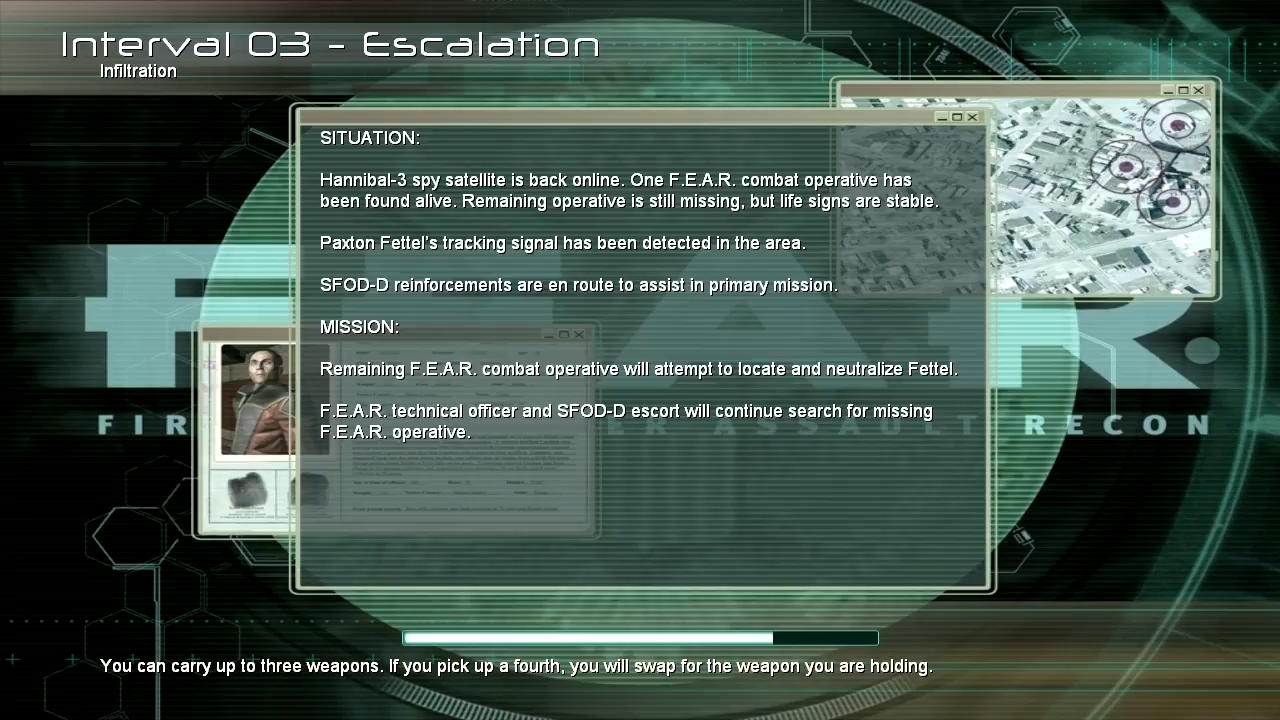 Interval 03 - Escalation
Infiltration
SITUATION:
Hannibal-3 spy satellite is back online. One F.E.A.R. combat operative has
been found alive. Remaining operative is still missing, but life signs are stable.
Paxton Fettel's tracking signal has been detected in the area.
SFOD-D reinforcements are en route to assist in primary mission.
MISSION:
Remaining F.E.A.R. combat operative will attempt to locate and neutralize Fettel.
F.E.A.R. technical officer and SFOD-D escort will continue search for missing
F.E.A.R. operative.
F.E.A.R.
FIR ER ASSAULT RECON
You can carry up to three weapons. If you pick up a fourth, you will swap for the weapon you are holding.